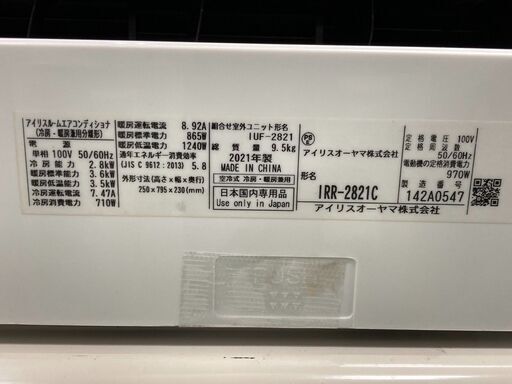 アイリスルームエアコンディショナ
(冷房・暖房兼用分離形)
電源
単相100V 50/60Hz
冷房能力 2.8kW
暖房標準能力 3.6kW
暖房低温能力 3.5kW
冷房運転電流 7.47A
冷房消費電力 710W
暖房運転電流 8.92A
暖房標準電力 865W
暖房低温電力 1240W
通年エネルギー消費効率
(JIS C 9612:2013) 5.8
外形寸法(高さ×幅×奥行)
250×795×230(mm)
組合せ室外ユニット形名
IUF-2821
総質量 9.5kg
2021年製
MADE IN CHINA
空冷式 冷房・暖房兼用
日本国内専用品
Use only in Japan
PS
E
アイリスオーヤマ株式会社
形名
IRR-2821C
アイリスオーヤマ株式会社
定格電圧 100V
定格周波数
50/60Hz
電動機の定格消費電力
970W
製造番号
142A0547